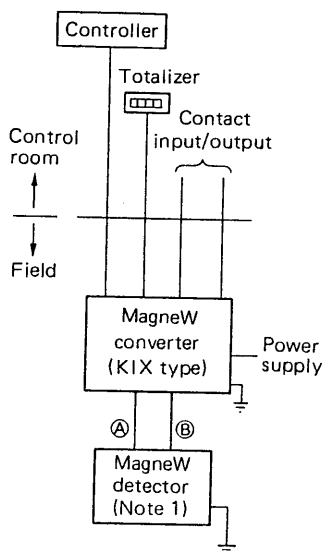 Controller
Totalizer
Contact
input/output
Control
room
Field
MagneW
converter
(KIX type)
Power
supply
Ⓐ Ⓑ
MagneW
detector
(Note 1)